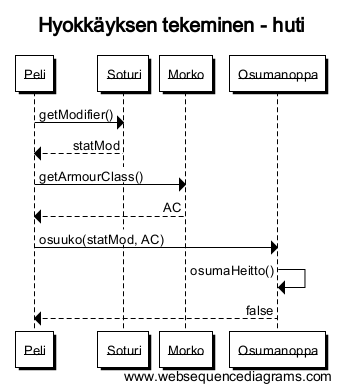 Hyokkäyksen tekeminen - huti
Peli Soturi Morko Osumanoppa
getModifier()
statMod
getArmourClass()
AC
osuuko(statMod, AC)
osumaHeitto()
false
Peli Soturi Morko Osumanoppa
www.websequencediagrams.com